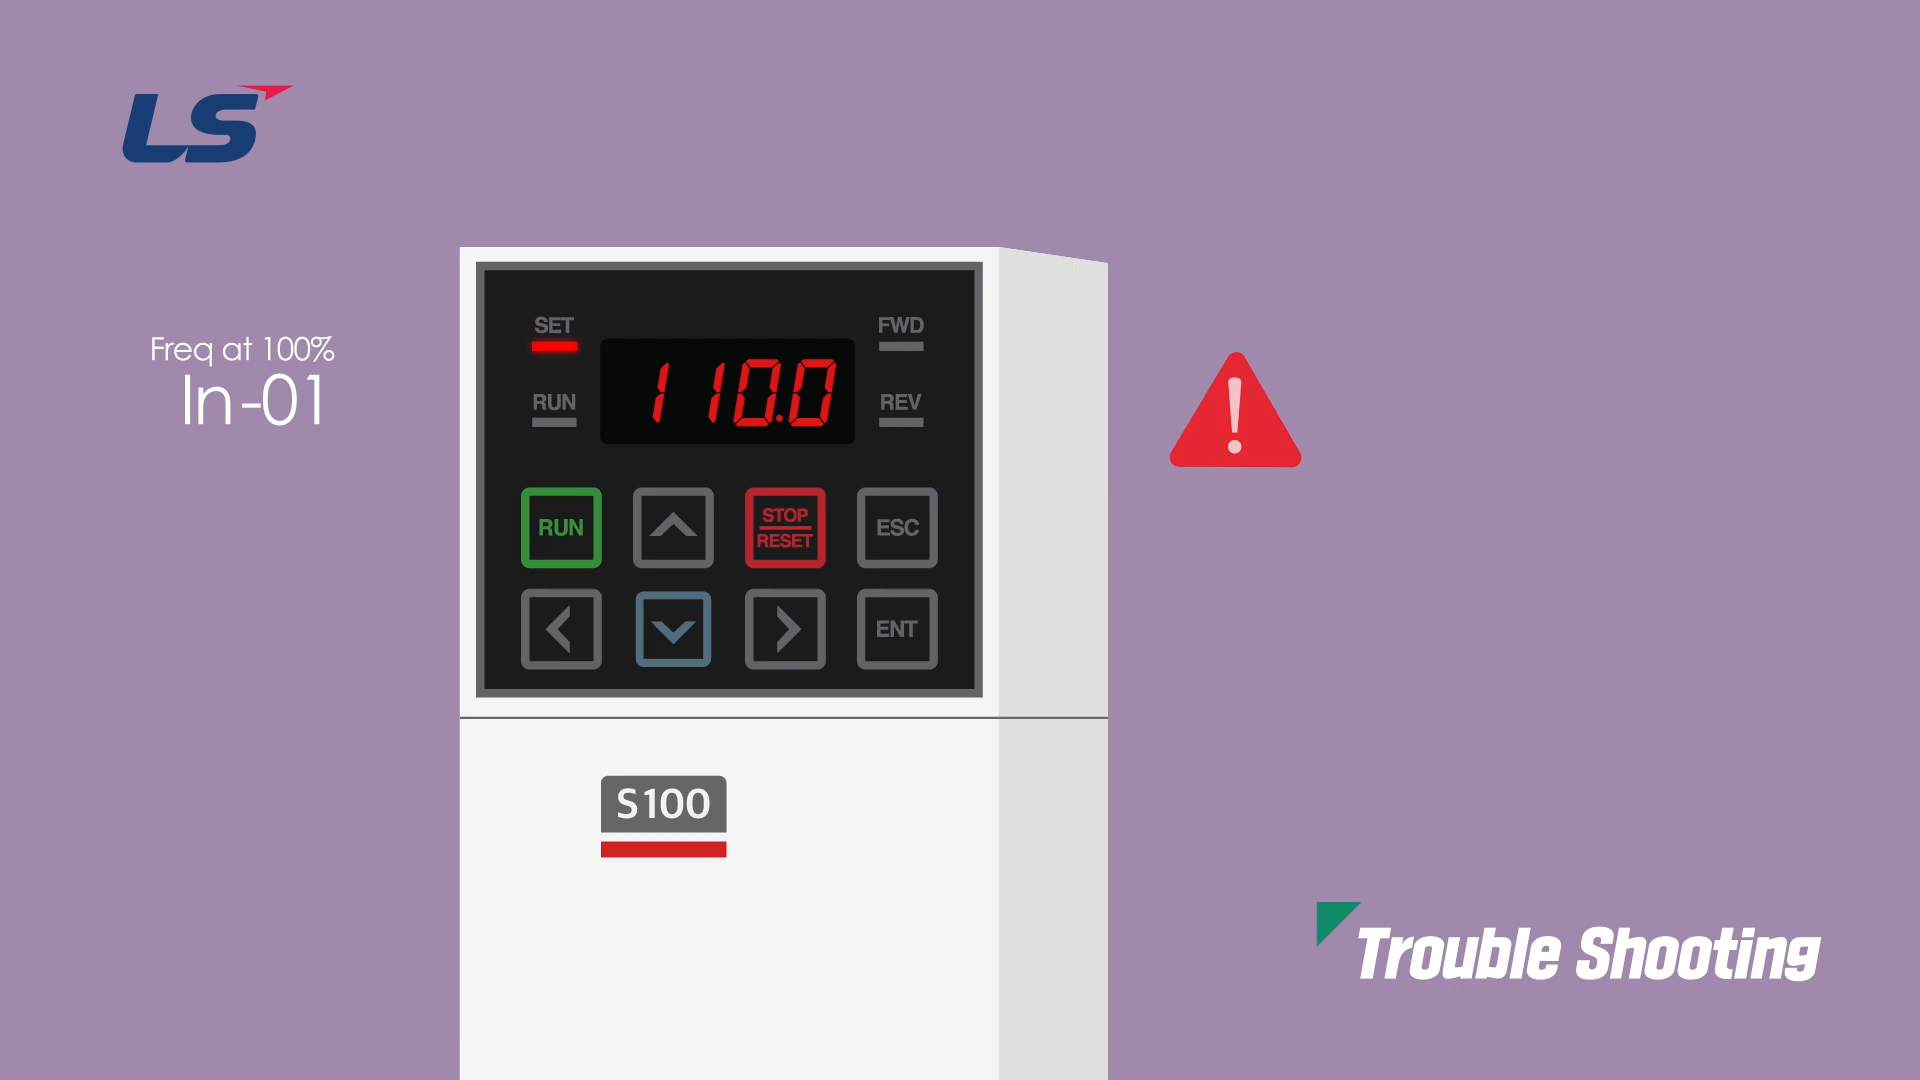 LS
Freq at 100%
In-01
SET
FWD
110.0
RUN
REV
RUN
STOP
RESET
ESC
ENT
S100
Trouble Shooting